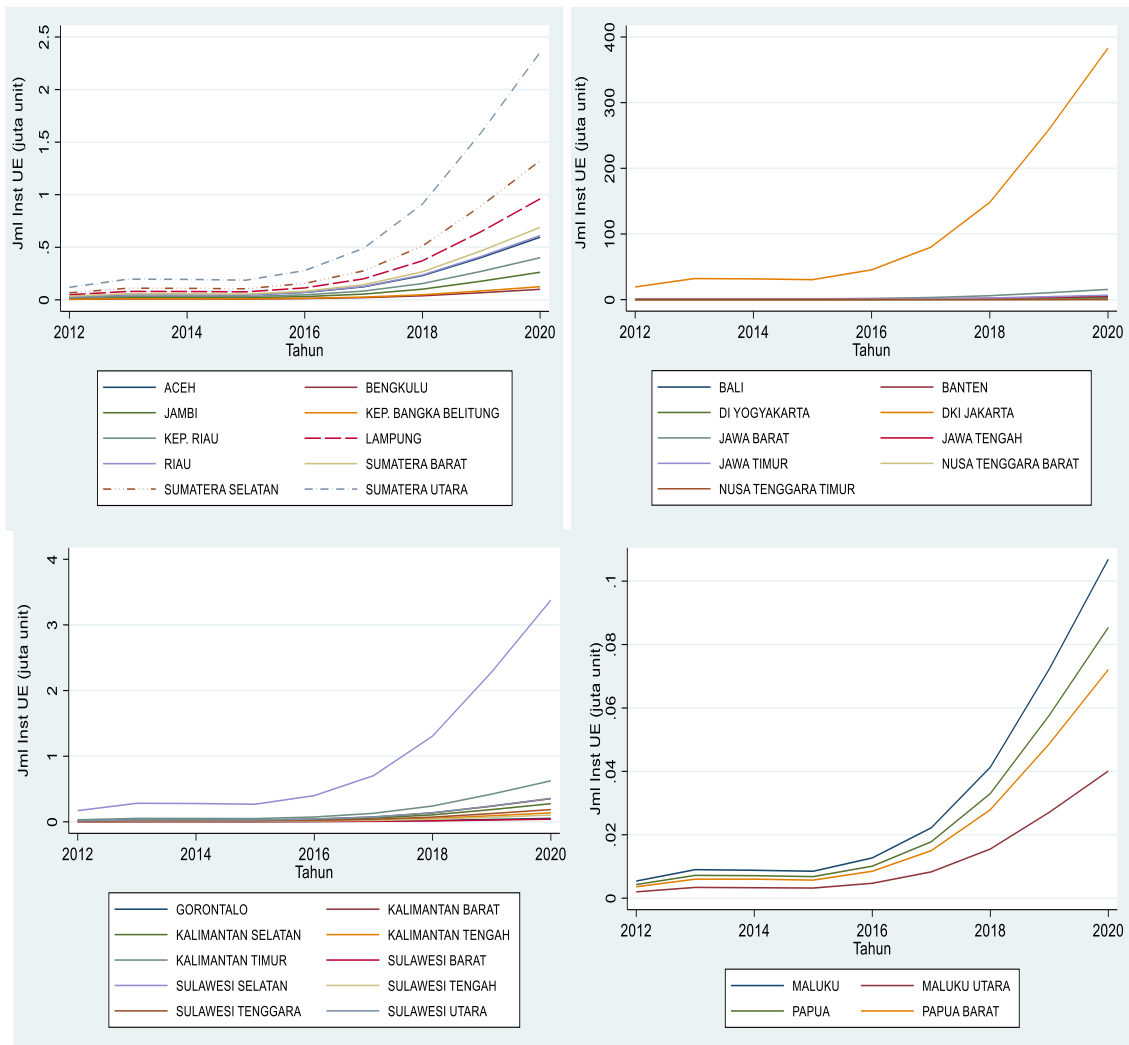 Jml Inst UE (juta unit)
2.5
2
1.5
1
.5
0
2012 2014 2016 2018 2020
Tahun
ACEH BENGKULU
JAMBI KEP. BANGKA BELITUNG
KEP. RIAU LAMPUNG
RIAU SUMATERA BARAT
SUMATERA SELATAN SUMATERA UTARA
Jml Inst UE (juta unit)
400
300
200
100
0
2012 2014 2016 2018 2020
Tahun
BALI BANTEN
DI YOGYAKARTA DKI JAKARTA
JAWA BARAT JAWA TENGAH
JAWA TIMUR NUSA TENGGARA BARAT
NUSA TENGGARA TIMUR
Jml Inst UE (juta unit)
4
3
2
1
0
2012 2014 2016 2018 2020
Tahun
GORONTALO KALIMANTAN BARAT
KALIMANTAN SELATAN KALIMANTAN TENGAH
KALIMANTAN TIMUR SULAWESI BARAT
SULAWESI SELATAN SULAWESI TENGAH
SULAWESI TENGGARA SULAWESI UTARA
Jml Inst UE (juta unit)
.1
.08
.06
.04
.02
0
2012 2014 2016 2018 2020
Tahun
MALUKU MALUKU UTARA
PAPUA PAPUA BARAT